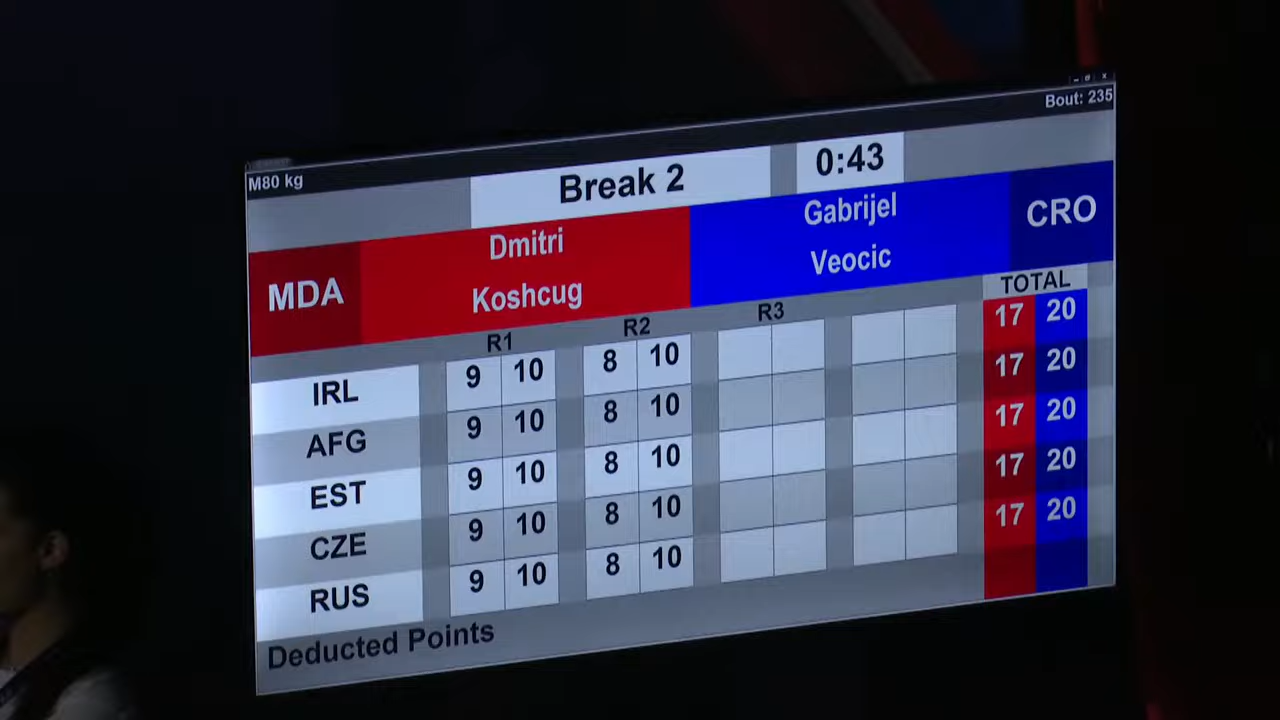 Bout: 235
M80 kg
Break 2 0:43
MDA Dmitri Gabrijel CRO
Koshcug Veocic
R1 R2 R3 TOTAL
IRL 9 10 8 10 17 20
AFG 9 10 8 10 17 20
EST 9 10 8 10 17 20
CZE 9 10 8 10 17 20
RUS 9 10 8 10 17 20
Deducted Points